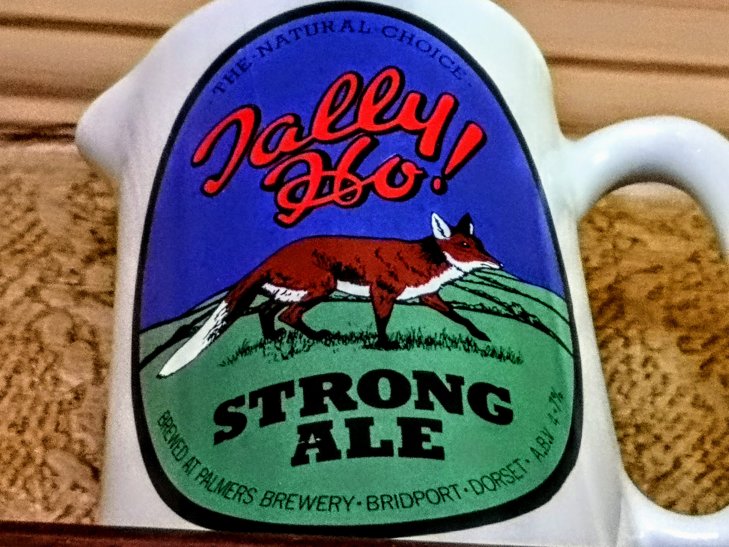 · THE · NATURAL · CHOICE ·
Tally
Ho!
STRONG
ALE
BREWED AT PALMERS BREWERY · BRIDPORT · DORSET · A.B.V 4·7%